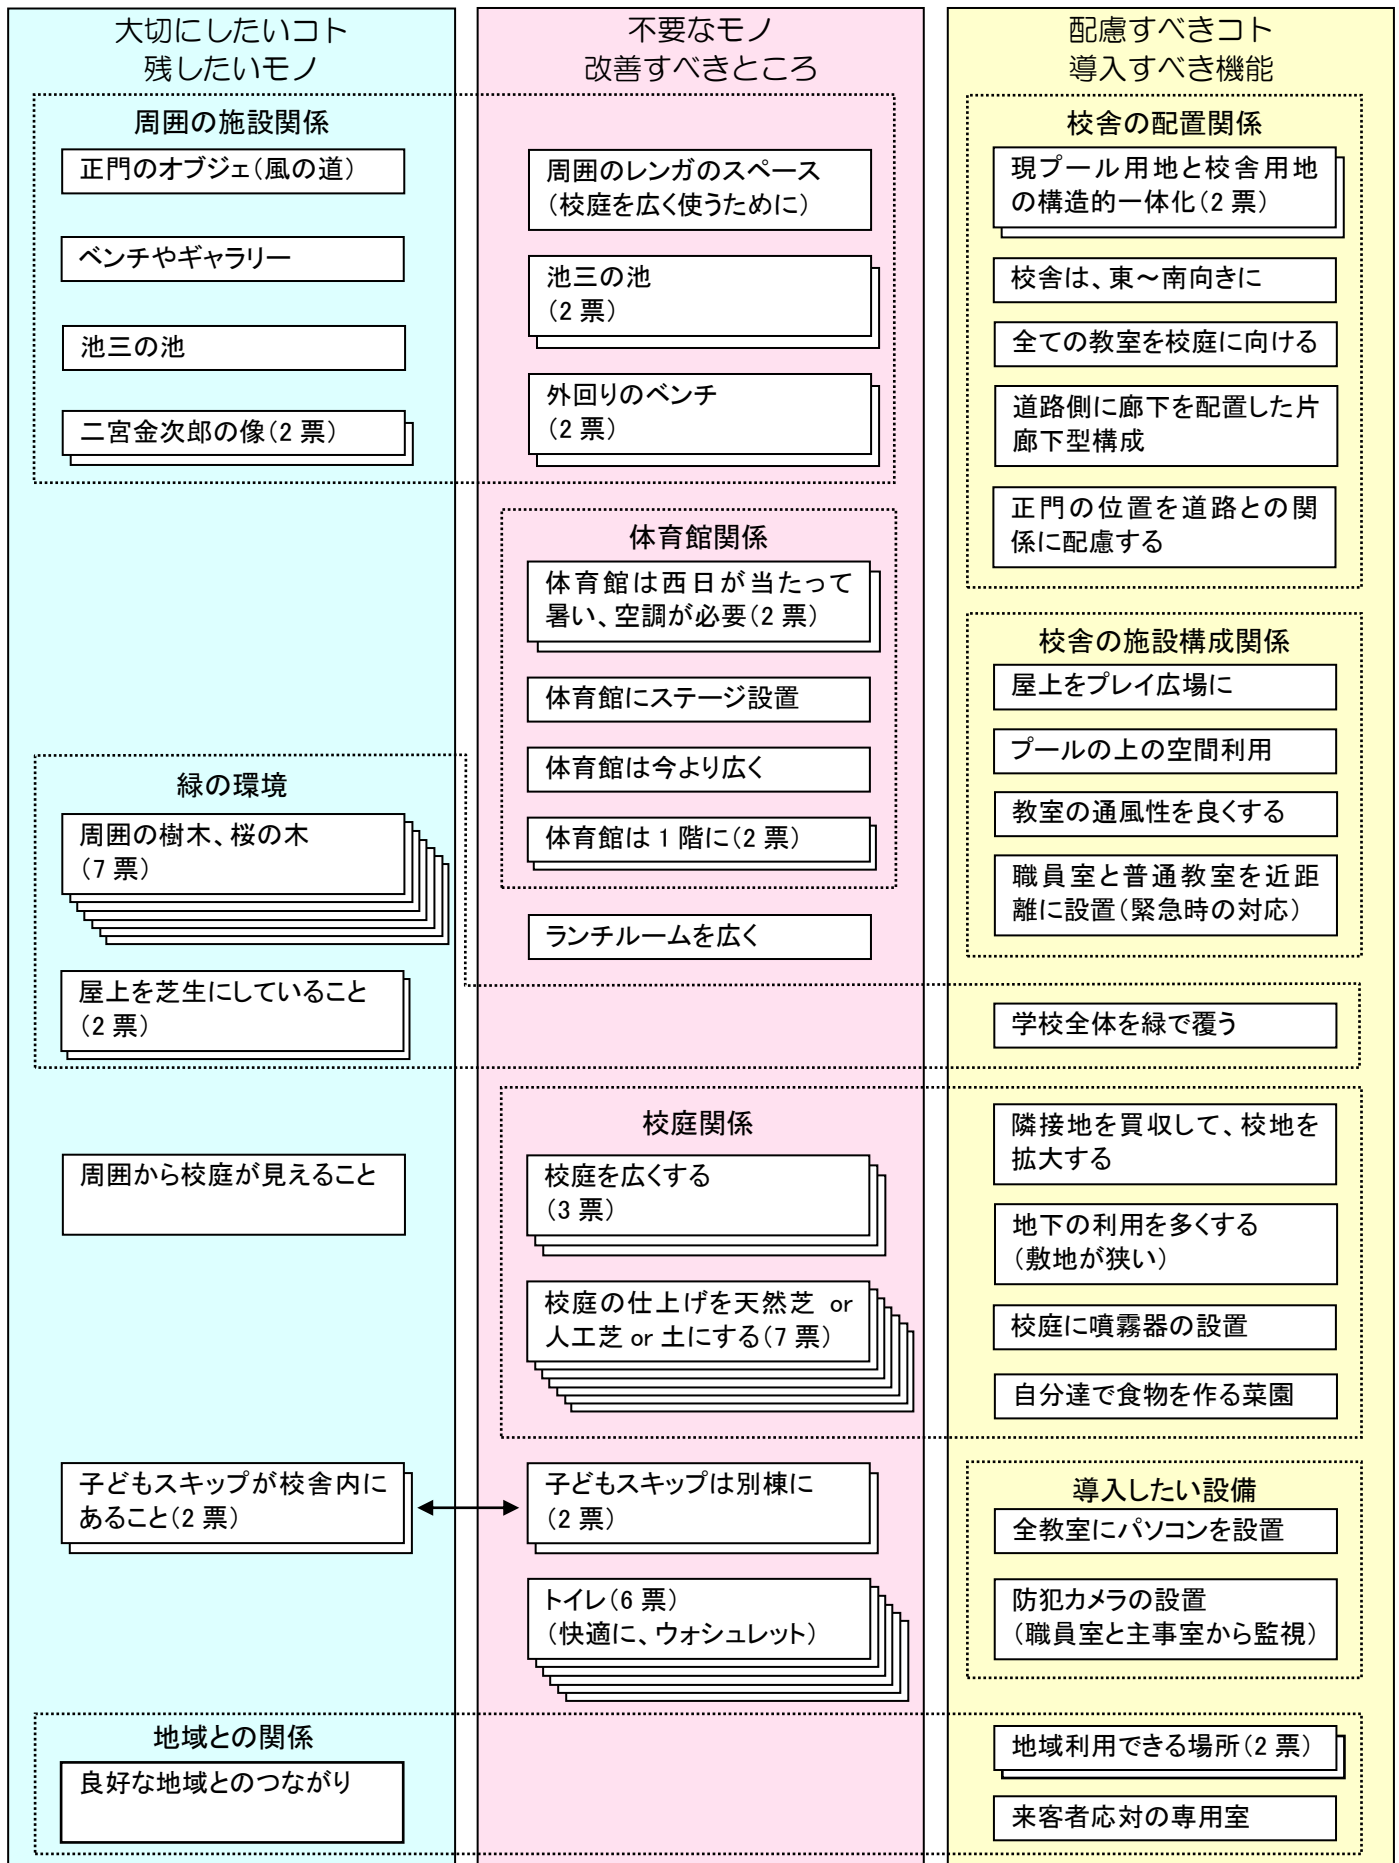 大切にしたいコト
残したいモノ
周囲の施設関係
正門のオブジェ（風の道）
ベンチやギャラリー
池三の池
二宮金次郎の像（2 票）
緑の環境
周囲の樹木、桜の木
（7 票）
屋上を芝生にしていること
（2 票）
周囲から校庭が見えること
子どもスキップが校舎内に
あること（2 票）
地域との関係
良好な地域とのつながり
不要なモノ
改善すべきところ
周囲のレンガのスペース
（校庭を広く使うために）
池三の池
（2 票）
外回りのベンチ
（2 票）
体育館関係
体育館は西日が当たって
暑い、空調が必要（2 票）
体育館にステージ設置
体育館は今より広く
体育館は 1 階に（2 票）
ランチルームを広く
校庭関係
校庭を広くする
（3 票）
校庭の仕上げを天然芝 or
人工芝 or 土にする（7 票）
子どもスキップは別棟に
（2 票）
トイレ（6 票）
（快適に、ウォシュレット）
配慮すべきコト
導入すべき機能
校舎の配置関係
現プール用地と校舎用地
の構造的一体化（2 票）
校舎は、東～南向きに
全ての教室を校庭に向ける
道路側に廊下を配置した片
廊下型構成
正門の位置を道路との関
係に配慮する
校舎の施設構成関係
屋上をプレイ広場に
プールの上の空間利用
教室の通風性を良くする
職員室と普通教室を近距
離に設置（緊急時の対応）
学校全体を緑で覆う
隣接地を買収して、校地を
拡大する
地下の利用を多くする
（敷地が狭い）
校庭に噴霧器の設置
自分達で食物を作る菜園
導入したい設備
全教室にパソコンを設置
防犯カメラの設置
（職員室と主事室から監視）
地域利用できる場所（2 票）
来客者応対の専用室